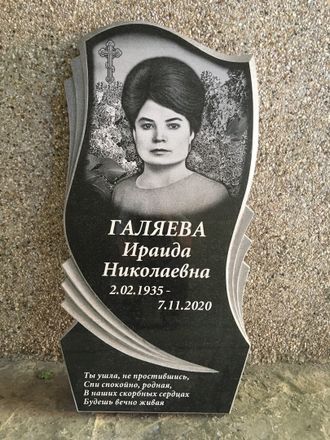 ГАЛЯЕВА
Ираида
Николаевна
2.02.1935 -
7.11.2020
Ты ушла, не простившись,
Спи спокойно, родная,
В наших скорбных сердцах
Будешь вечно живая